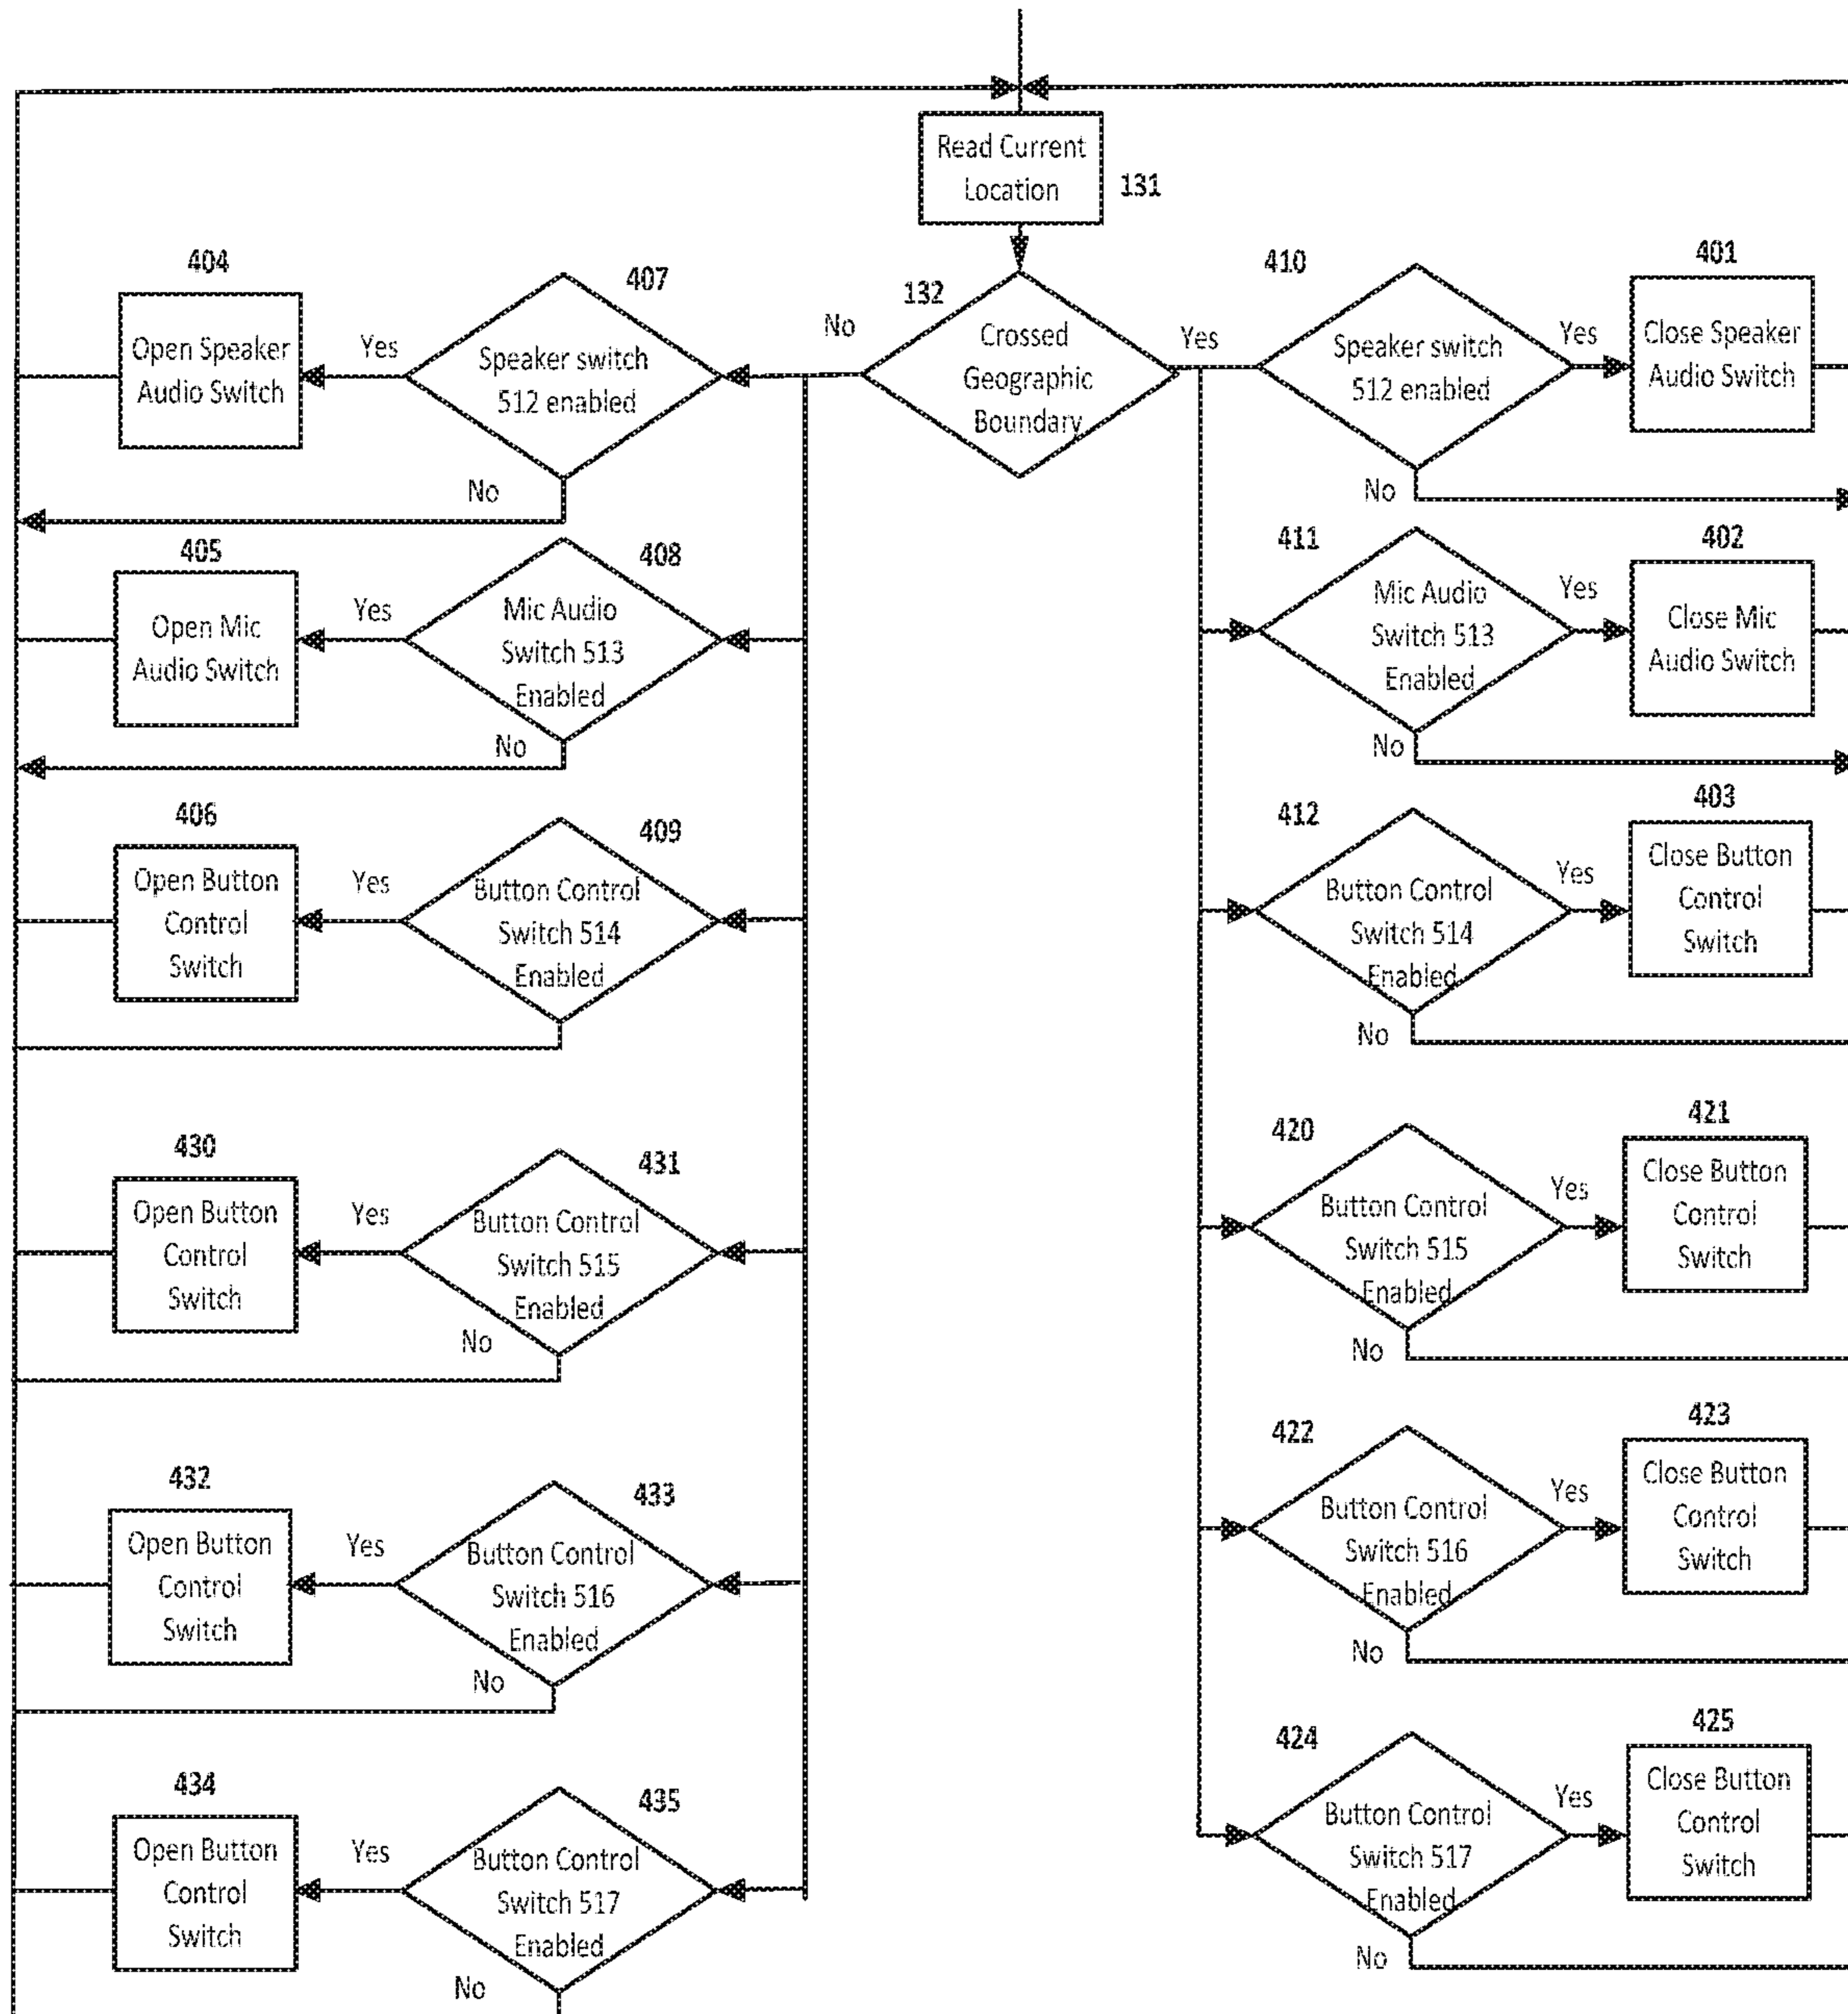 Read Current
Location
131
132
Crossed
Geographic
Boundary
No
Yes
404
Open Speaker
Audio Switch
Yes
407
Speaker switch
512 enabled
No
405
Open Mic
Audio Switch
Yes
408
Mic Audio
Switch 513
Enabled
No
406
Open Button
Control
Switch
Yes
409
Button Control
Switch 514
Enabled
430
Open Button
Control
Switch
Yes
431
Button Control
Switch 515
Enabled
No
432
Open Button
Control
Switch
Yes
433
Button Control
Switch 516
Enabled
No
434
Open Button
Control
Switch
Yes
435
Button Control
Switch 517
Enabled
No
410
Speaker switch
512 enabled
Yes
401
Close Speaker
Audio Switch
No
411
Mic Audio
Switch 513
Enabled
Yes
402
Close Mic
Audio Switch
No
412
Button Control
Switch 514
Enabled
Yes
403
Close Button
Control
Switch
No
420
Button Control
Switch 515
Enabled
Yes
421
Close Button
Control
Switch
No
422
Button Control
Switch 516
Enabled
Yes
423
Close Button
Control
Switch
No
424
Button Control
Switch 517
Enabled
Yes
425
Close Button
Control
Switch
No